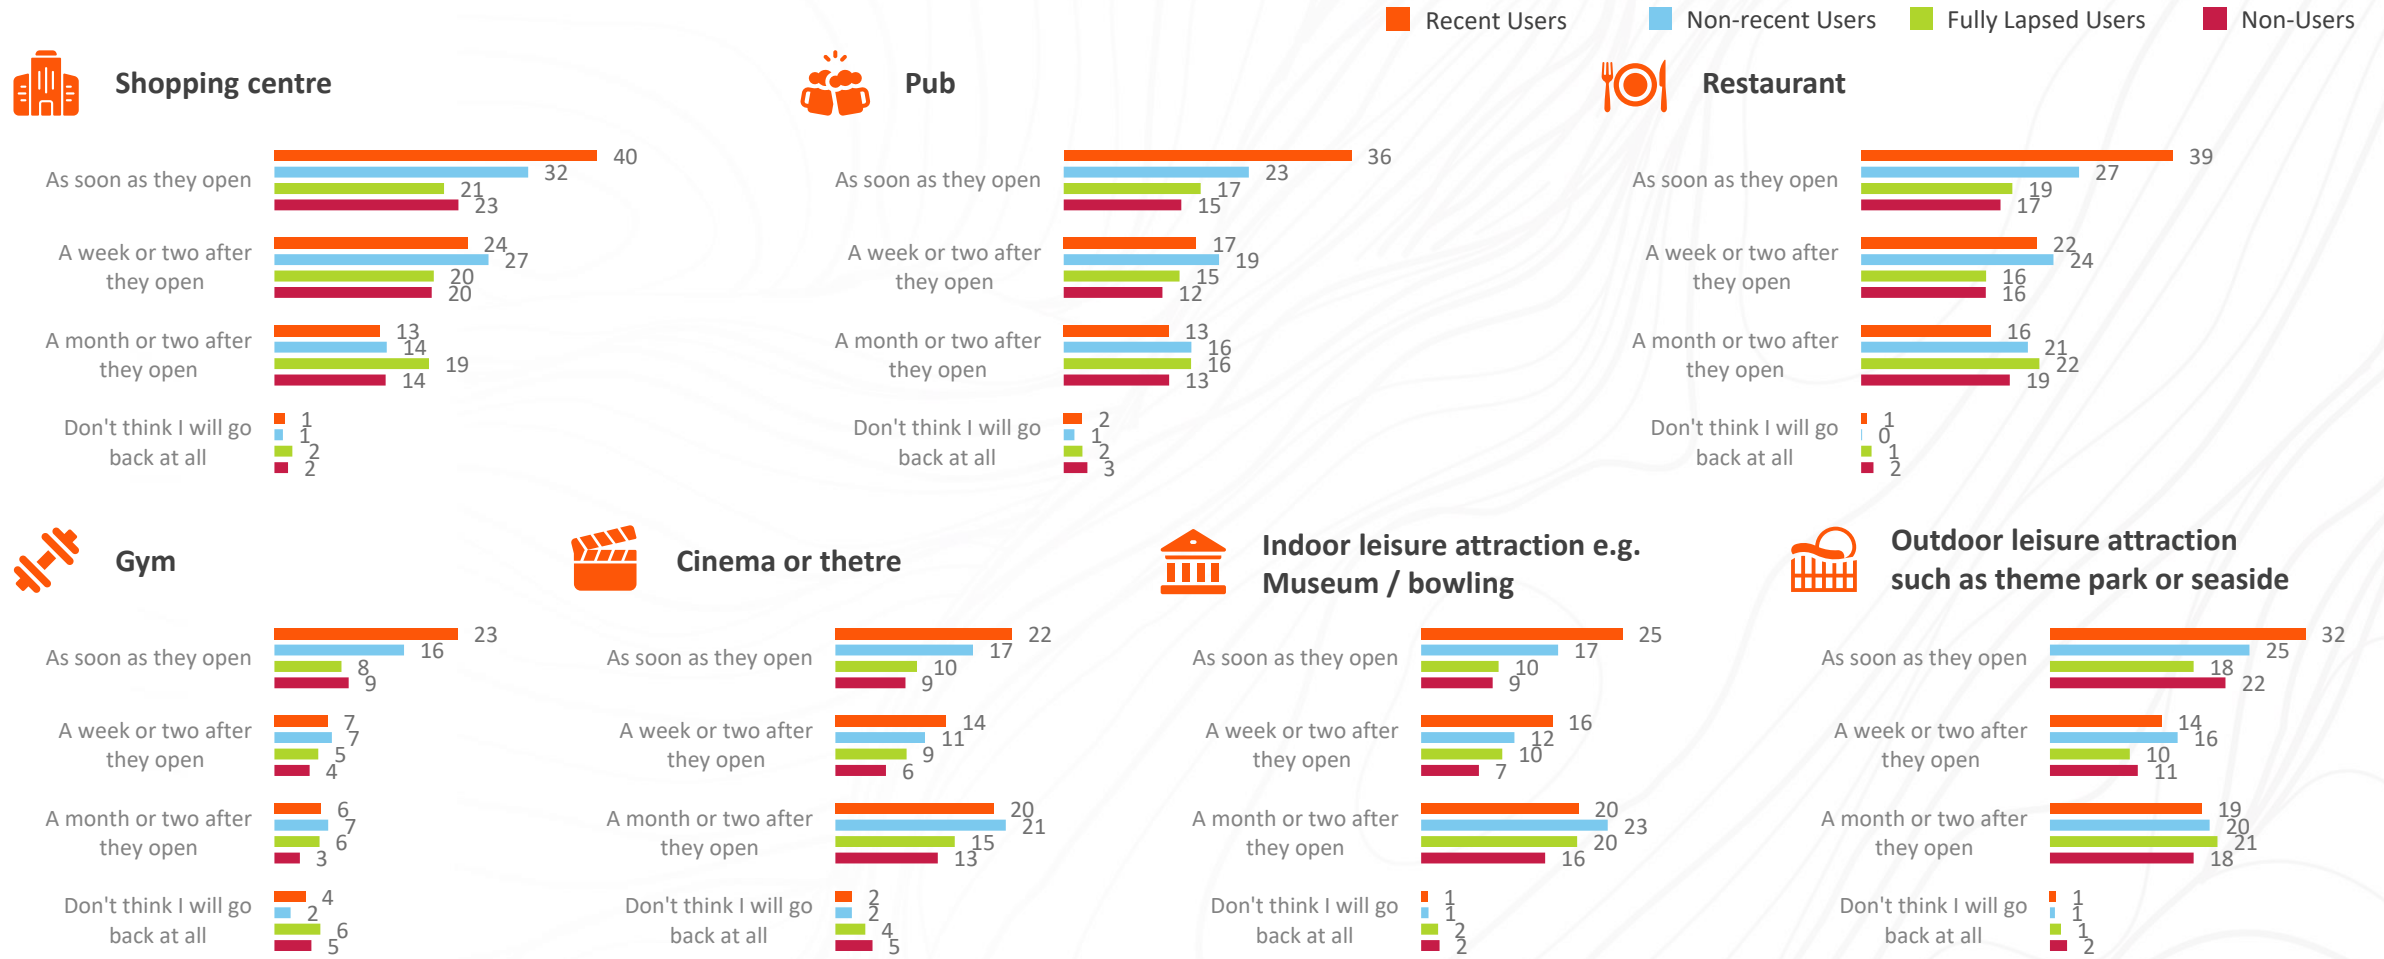 Recent Users
Non-recent Users
Fully Lapsed Users
Non-Users
Shopping centre
As soon as they open
40
32
21
23
A week or two after
they open
24
27
20
20
A month or two after
they open
13
14
19
14
Don't think I will go
back at all
1
1
2
2
Pub
As soon as they open
36
23
17
15
A week or two after
they open
17
19
15
12
A month or two after
they open
13
16
16
13
Don't think I will go
back at all
2
1
2
3
Restaurant
As soon as they open
39
27
19
17
A week or two after
they open
22
24
16
16
A month or two after
they open
16
21
22
19
Don't think I will go
back at all
1
0
1
2
Gym
As soon as they open
23
16
8
9
A week or two after
they open
7
7
5
4
A month or two after
they open
6
7
6
3
Don't think I will go
back at all
4
2
6
5
Cinema or thetre
As soon as they open
22
17
10
9
A week or two after
they open
14
11
9
6
A month or two after
they open
20
21
15
13
Don't think I will go
back at all
2
2
4
5
Indoor leisure attraction e.g.
Museum / bowling
As soon as they open
25
17
10
9
A week or two after
they open
16
12
10
7
A month or two after
they open
20
23
20
16
Don't think I will go
back at all
1
1
2
2
Outdoor leisure attraction
such as theme park or seaside
As soon as they open
32
25
18
22
A week or two after
they open
14
16
10
11
A month or two after
they open
19
20
21
18
Don't think I will go
back at all
1
1
1
2